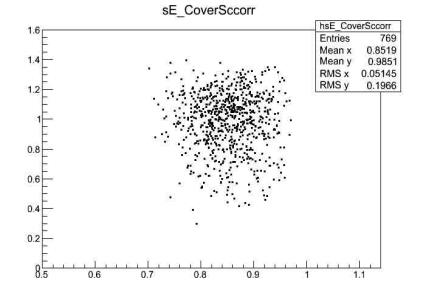 sE_CoverSccorr
hsE_CoverSccorr
Entries 769
Mean x 0.8519
Mean y 0.9851
RMS x 0.05145
RMS y 0.1966
1.6
1.4
1.2
1
0.8
0.6
0.4
0.2
0
0.5 0.6 0.7 0.8 0.9 1 1.1